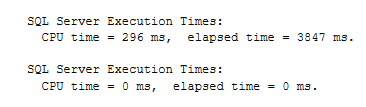 SQL Server Execution Times:
CPU time = 296 ms, elapsed time = 3847 ms.
SQL Server Execution Times:
CPU time = 0 ms, elapsed time = 0 ms.